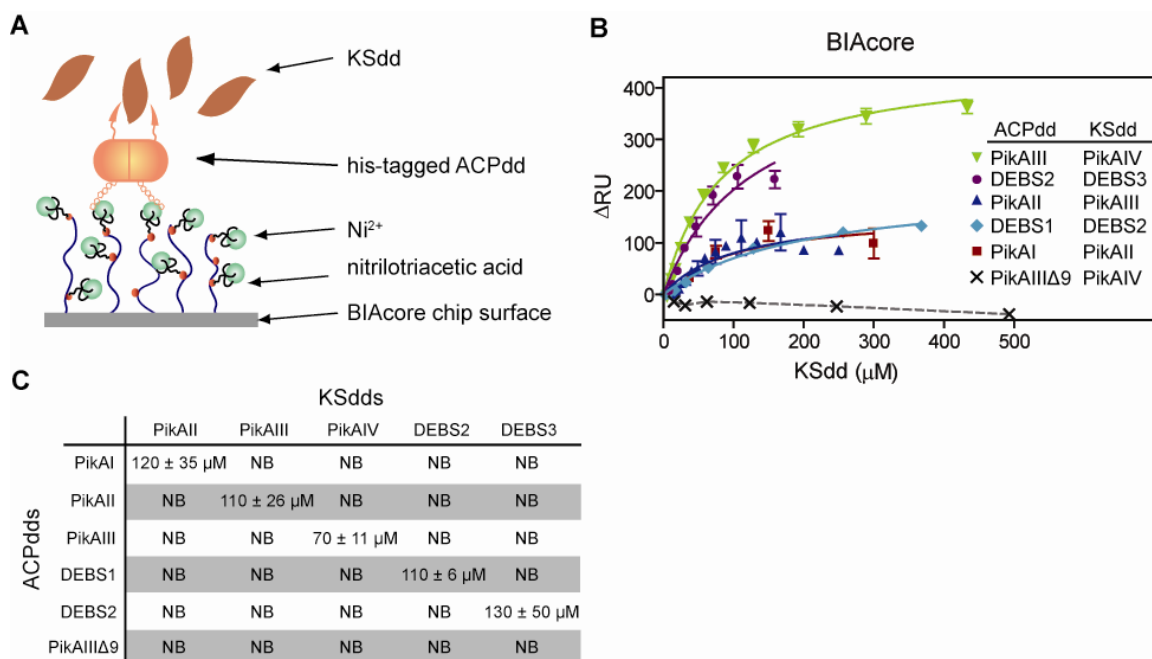 A
KSdd
his-tagged ACPdd
Ni2+
nitrilotriacetic acid
BIAcore chip surface
B
BIAcore
ΔRU
400
300
200
100
0
0 100 200 300 400 500
KSdd (μM)
ACPdd KSdd
PikAIII PikAIV
DEBS2 DEBS3
PikAII PikAIII
DEBS1 DEBS2
PikAI PikAII
PikAIIIΔ9 PikAIV
C
KSdds
PikAII PikAIII PikAIV DEBS2 DEBS3
ACPdds
PikAI 120 ± 35 μM NB NB NB NB
PikAII NB 110 ± 26 μM NB NB NB
PikAIII NB NB 70 ± 11 μM NB NB
DEBS1 NB NB NB 110 ± 6 μM NB
DEBS2 NB NB NB NB 130 ± 50 μM
PikAIIIΔ9 NB NB NB NB NB